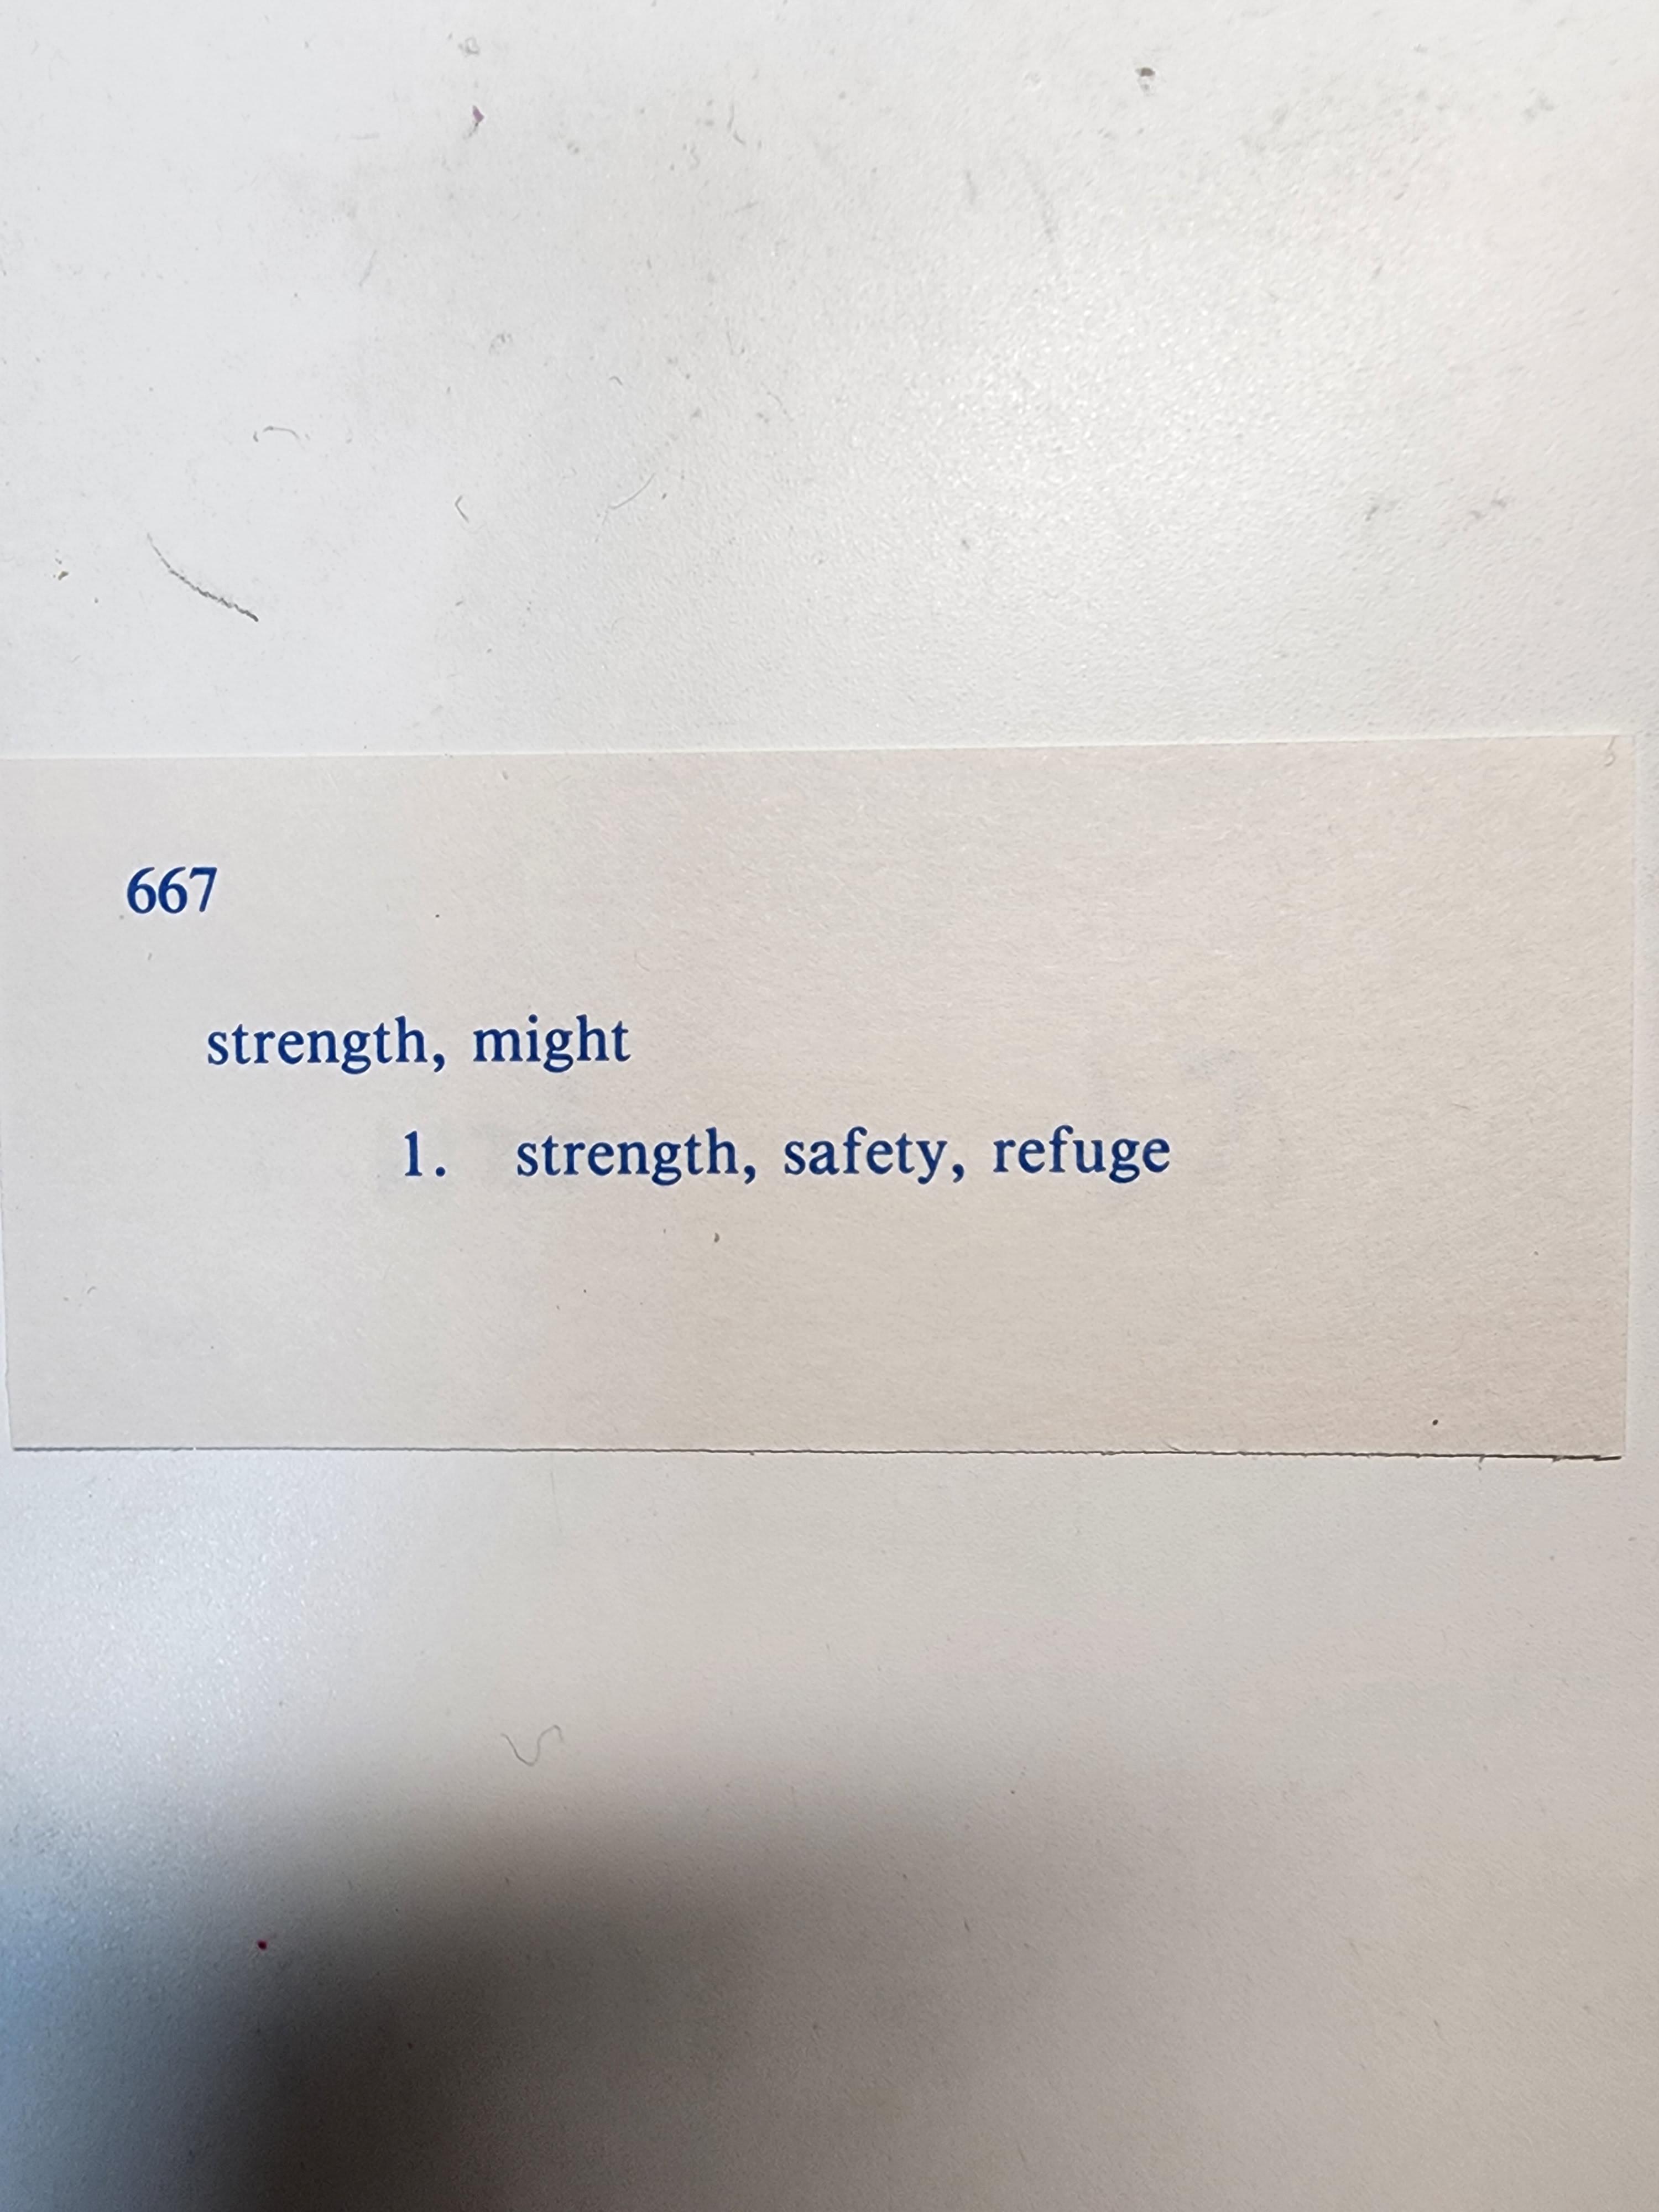 667
strength, might
1. strength, safety, refuge